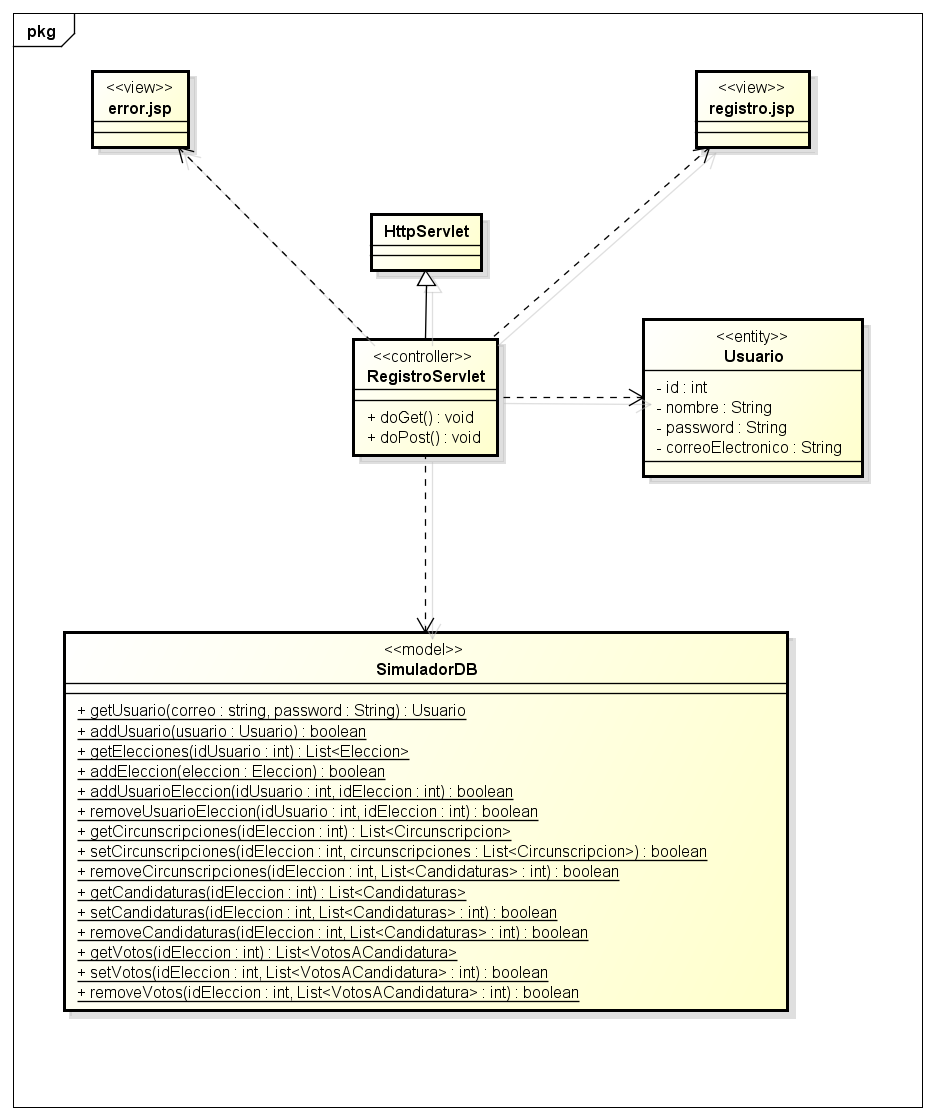 pkg
<<view>>
error.jsp
<<view>>
registro.jsp
HttpServlet
<<controller>>
RegistroServlet
+ doGet() : void
+ doPost() : void
<<entity>>
Usuario
- id : int
- nombre : String
- password : String
- correoElectronico : String
<<model>>
SimuladorDB
+ getUsuario(correo : string, password : String) : Usuario
+ addUsuario(usuario : Usuario) : boolean
+ getElecciones(idUsuario : int) : List<Eleccion>
+ addEleccion(eleccion : Eleccion) : boolean
+ addUsuarioEleccion(idUsuario : int, idEleccion : int) : boolean
+ removeUsuarioEleccion(idUsuario : int, idEleccion : int) : boolean
+ getCircunscripciones(idEleccion : int) : List<Circunscripcion>
+ setCircunscripciones(idEleccion : int, circunscripciones : List<Circunscripcion>) : boolean
+ removeCircunscripciones(idEleccion : int, List<Candidaturas> : int) : boolean
+ getCandidaturas(idEleccion : int) : List<Candidaturas>
+ setCandidaturas(idEleccion : int, List<Candidaturas> : int) : boolean
+ removeCandidaturas(idEleccion : int, List<Candidaturas> : int) : boolean
+ getVotos(idEleccion : int) : List<VotosACandidatura>
+ setVotos(idEleccion : int, List<VotosACandidatura> : int) : boolean
+ removeVotos(idEleccion : int, List<VotosACandidatura> : int) : boolean